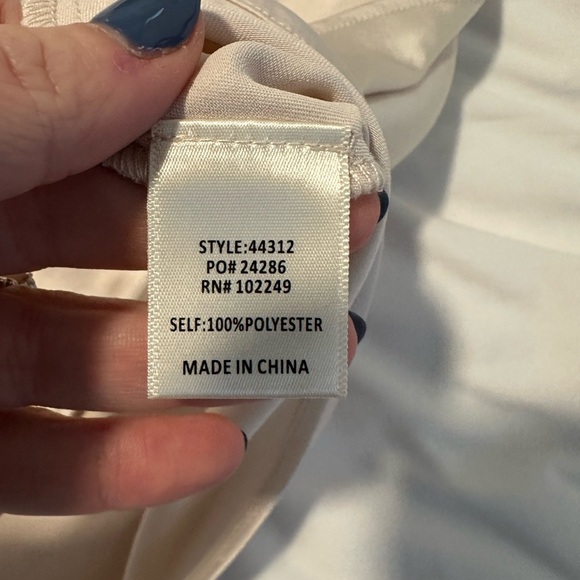 STYLE:44312
PO# 24286
RN# 102249
SELF:100%POLYESTER
MADE IN CHINA